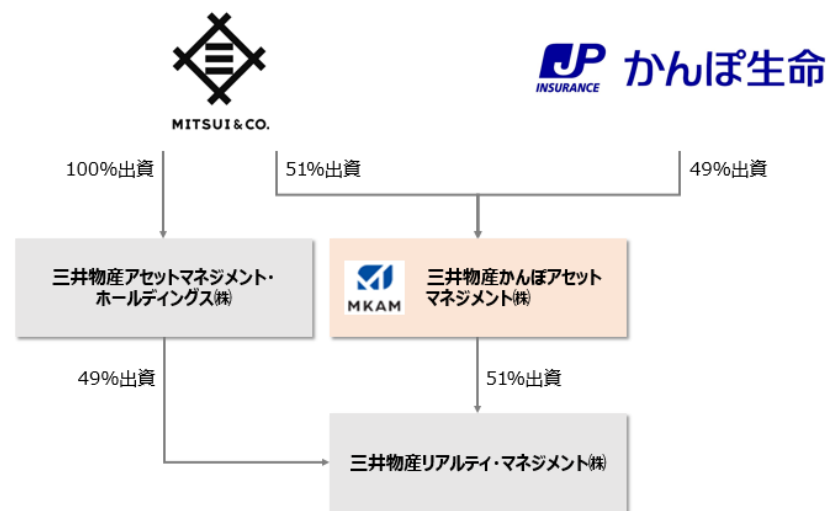 MITSUI & CO.
JP
INSURANCE
かんぽ生命
100%出資
51%出資
49%出資
三井物産アセットマネジメント・
ホールディングス㈱
MKAM
三井物産かんぽアセット
マネジメント㈱
49%出資
51%出資
三井物産リアルティ・マネジメント㈱